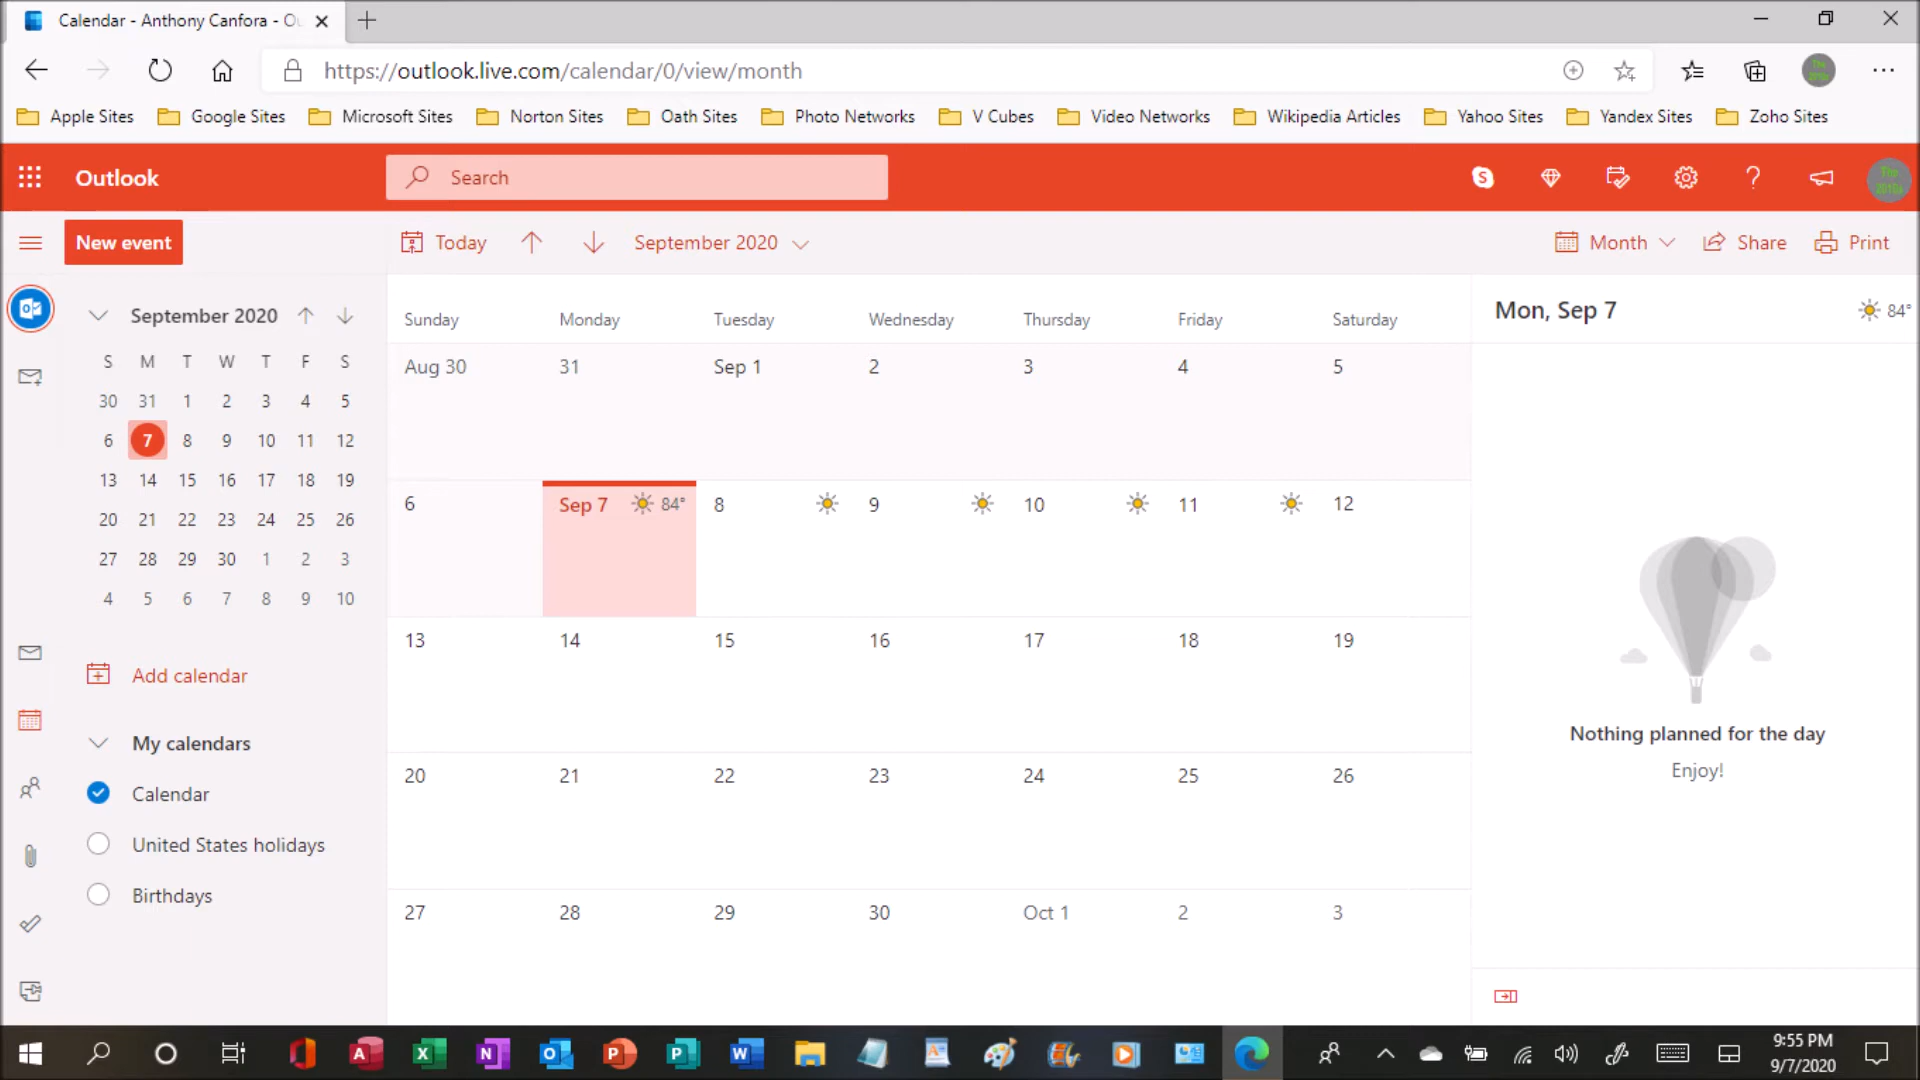 Calendar - Anthony Canfora - Ou
https://outlook.live.com/calendar/0/view/month
Apple Sites Google Sites Microsoft Sites Norton Sites Oath Sites Photo Networks V Cubes Video Networks Wikipedia Articles Yahoo Sites Yandex Sites Zoho Sites
Outlook Search
New event Today September 2020 Month Share Print
September 2020
S M T W T F S
30 31 1 2 3 4 5
6 7 8 9 10 11 12
13 14 15 16 17 18 19
20 21 22 23 24 25 26
27 28 29 30 1 2 3
4 5 6 7 8 9 10
Add calendar
My calendars
Calendar
United States holidays
Birthdays
Sunday Monday Tuesday Wednesday Thursday Friday Saturday
Aug 30 31 Sep 1 2 3 4 5
6 Sep 7 84° 8 9 10 11 12
13 14 15 16 17 18 19
20 21 22 23 24 25 26
27 28 29 30 Oct 1 2 3
Mon, Sep 7 84°
Nothing planned for the day
Enjoy!
9:55 PM
9/7/2020